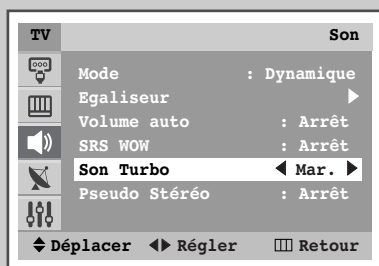 TV Son
Mode : Dynamique
Egaliseur
Volume auto : Arrêt
SRS WOW : Arrêt
Son Turbo Mar.
Pseudo Stéréo : Arrêt
Déplacer Régler Retour